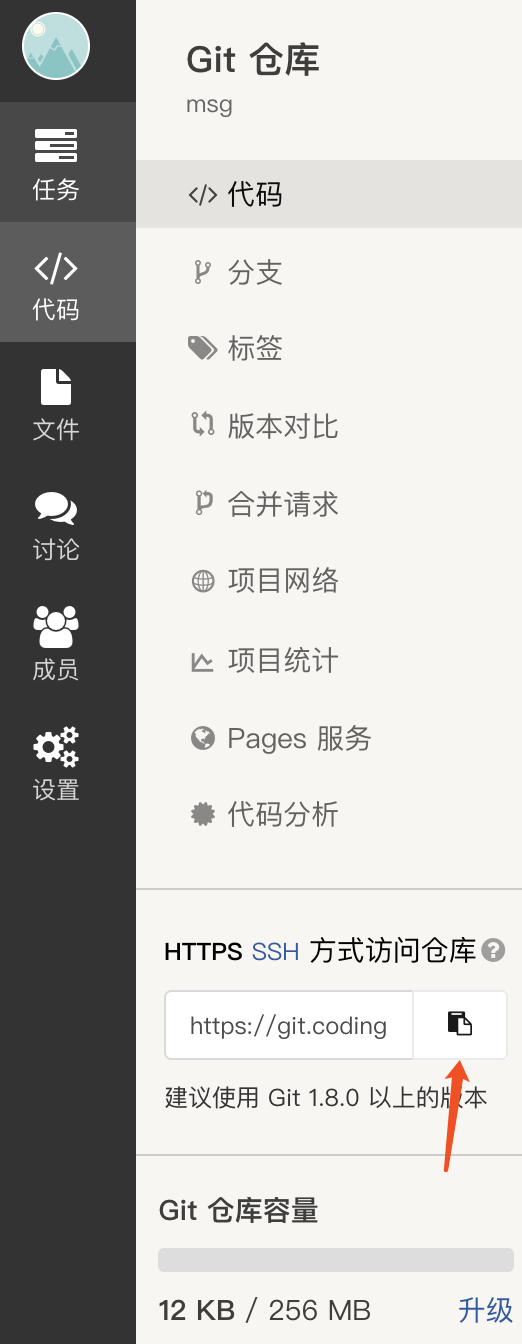 任务
代码
文件
讨论
成员
设置
Git 仓库
msg
代码
分支
标签
版本对比
合并请求
项目网络
项目统计
Pages 服务
代码分析
HTTPS SSH 方式访问仓库
https://git.coding
建议使用 Git 1.8.0 以上的版本
Git 仓库容量
12 KB / 256 MB 升级